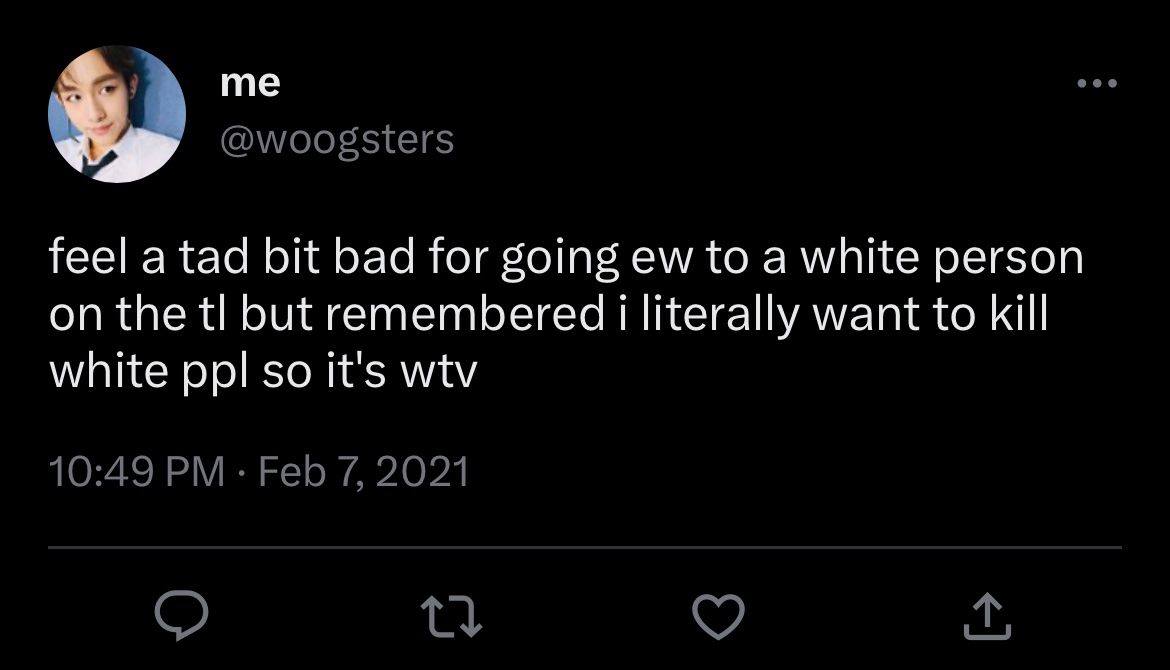 me
@woogsters
feel a tad bit bad for going ew to a white person
on the tl but remembered i literally want to kill
white ppl so it's wtv
10:49 PM · Feb 7, 2021